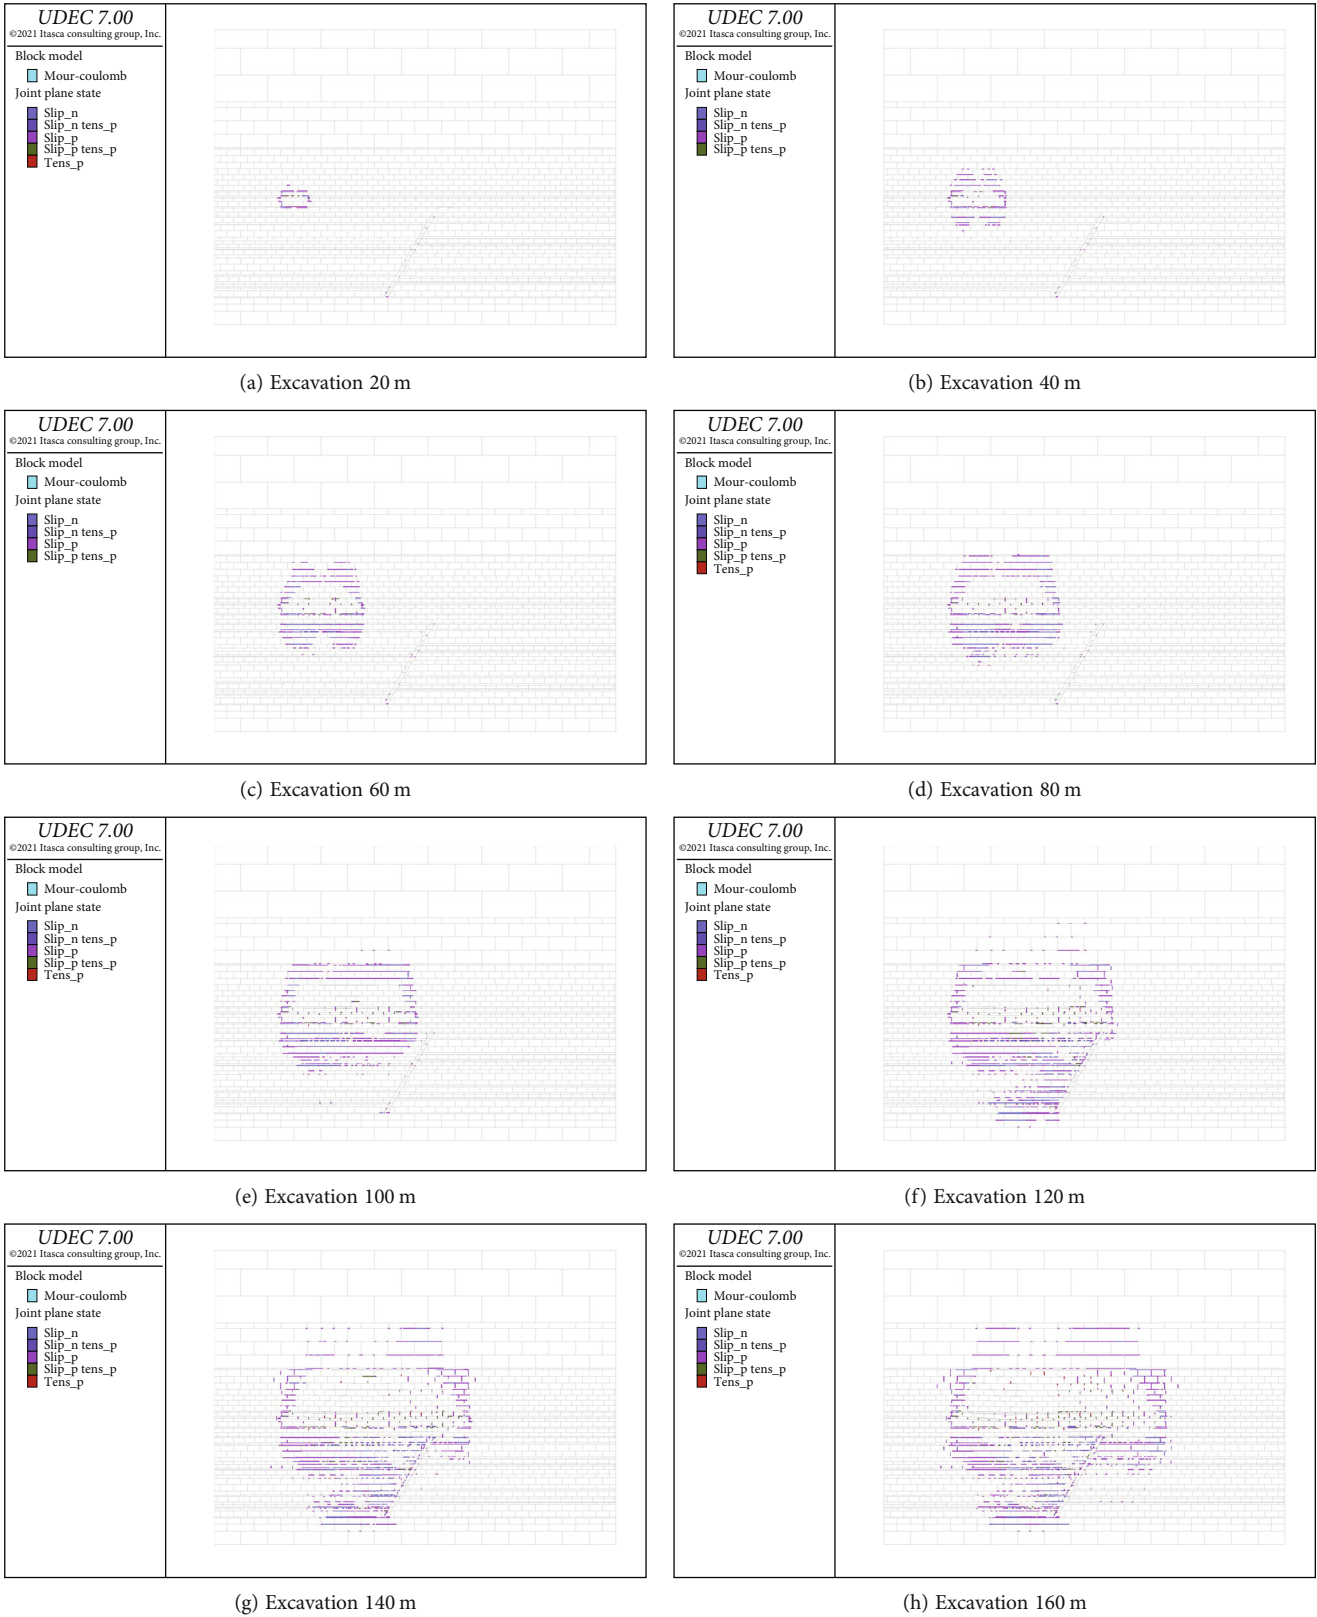 UDEC 7.00
©2021 Itasca consulting group, Inc.
Block model
Mour-coulomb
Joint plane state
Slip_n
Slip_n tens_p
Slip_p
Slip_p tens_p
Tens_p
(a) Excavation 20 m
UDEC 7.00
©2021 Itasca consulting group, Inc.
Block model
Mour-coulomb
Joint plane state
Slip_n
Slip_n tens_p
Slip_p
Slip_p tens_p
(b) Excavation 40 m
UDEC 7.00
©2021 Itasca consulting group, Inc.
Block model
Mour-coulomb
Joint plane state
Slip_n
Slip_n tens_p
Slip_p
Slip_p tens_p
(c) Excavation 60 m
UDEC 7.00
©2021 Itasca consulting group, Inc.
Block model
Mour-coulomb
Joint plane state
Slip_n
Slip_n tens_p
Slip_p
Slip_p tens_p
Tens_p
(d) Excavation 80 m
UDEC 7.00
©2021 Itasca consulting group, Inc.
Block model
Mour-coulomb
Joint plane state
Slip_n
Slip_n tens_p
Slip_p
Slip_p tens_p
Tens_p
(e) Excavation 100 m
UDEC 7.00
©2021 Itasca consulting group, Inc.
Block model
Mour-coulomb
Joint plane state
Slip_n
Slip_n tens_p
Slip_p
Slip_p tens_p
Tens_p
(f) Excavation 120 m
UDEC 7.00
©2021 Itasca consulting group, Inc.
Block model
Mour-coulomb
Joint plane state
Slip_n
Slip_n tens_p
Slip_p
Slip_p tens_p
Tens_p
(g) Excavation 140 m
UDEC 7.00
©2021 Itasca consulting group, Inc.
Block model
Mour-coulomb
Joint plane state
Slip_n
Slip_n tens_p
Slip_p
Slip_p tens_p
Tens_p
(h) Excavation 160 m